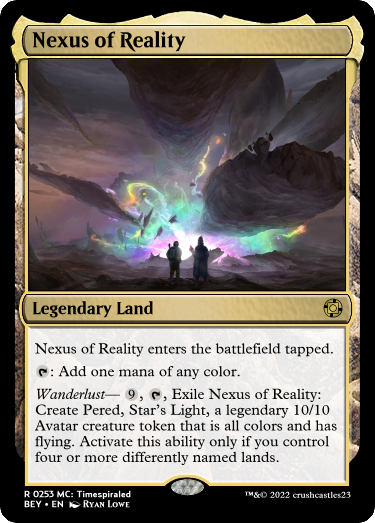 Nexus of Reality
Legendary Land
Nexus of Reality enters the battlefield tapped.
: Add one mana of any color.
Wanderlust— 9, , Exile Nexus of Reality:
Create Pered, Star's Light, a legendary 10/10
Avatar creature token that is all colors and has
flying. Activate this ability only if you control
four or more differently named lands.
R 0253 MC: Timespiraled
BEY • EN Ryan Lowe
™&© 2022 crushcastles23